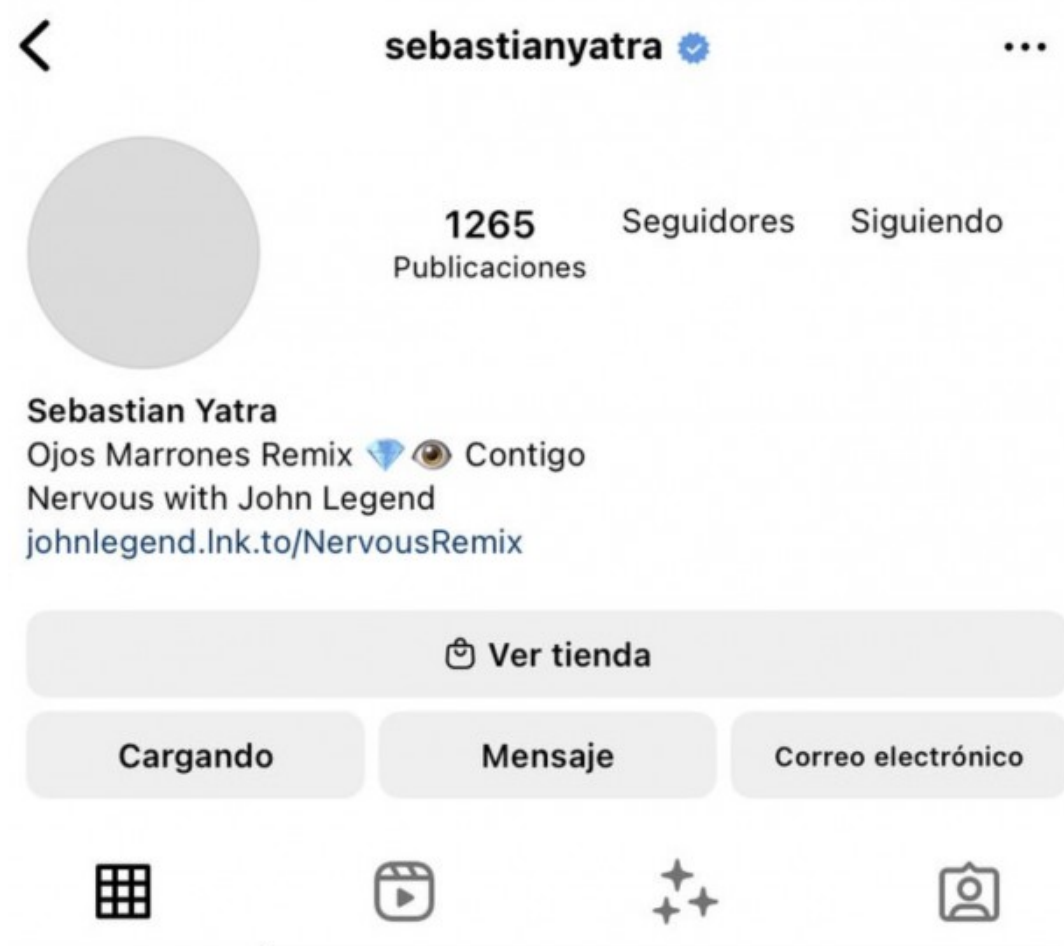 sebastianyatra
1265 Seguidores Siguiendo
Publicaciones
Sebastian Yatra
Ojos Marrones Remix 💎👁️ Contigo
Nervous with John Legend
johnlegend.lnk.to/NervousRemix
Ver tienda
Cargando Mensaje Correo electrónico